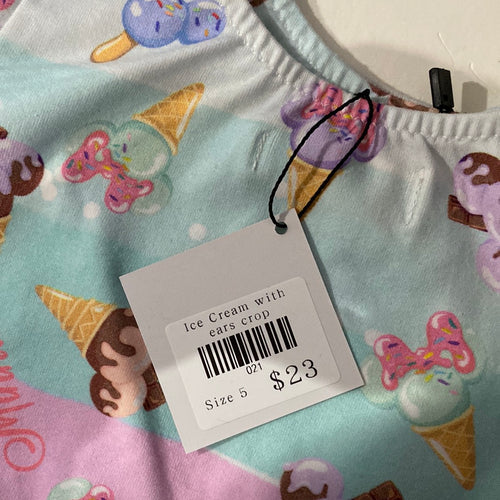 Ice Cream with
ears crop
021
Size 5 $23